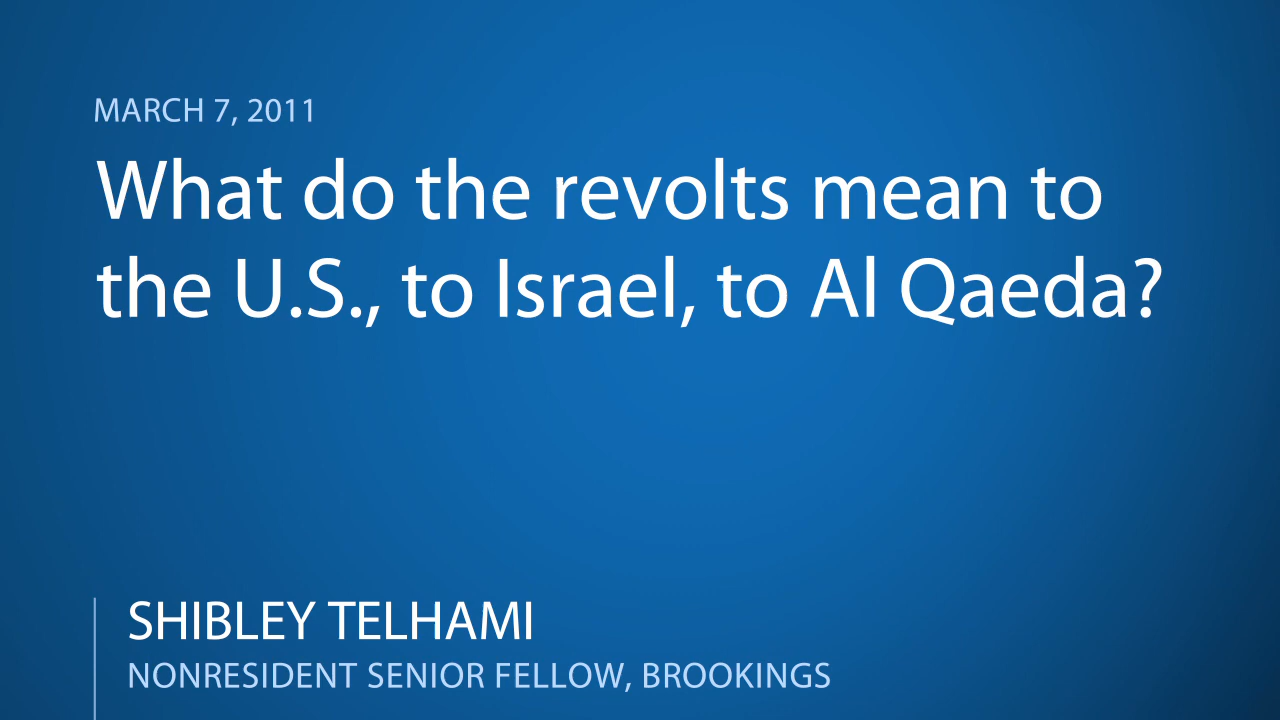 MARCH 7, 2011
What do the revolts mean to
the U.S., to Israel, to Al Qaeda?
SHIBLEY TELHAMI
NONRESIDENT SENIOR FELLOW, BROOKINGS